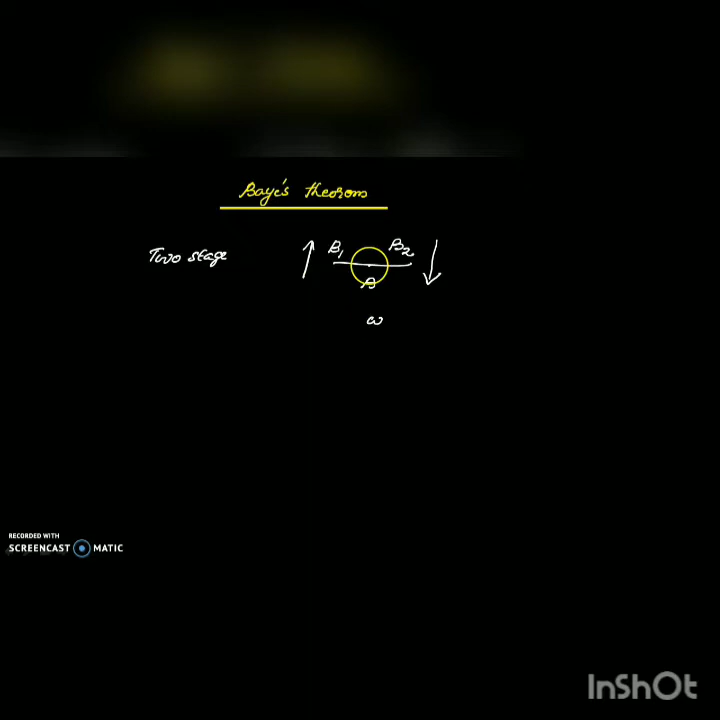 Baye's theorem
Two stage B₁ B₂
A
ω
RECORDED WITH
SCREENCAST MATIC
InShOt